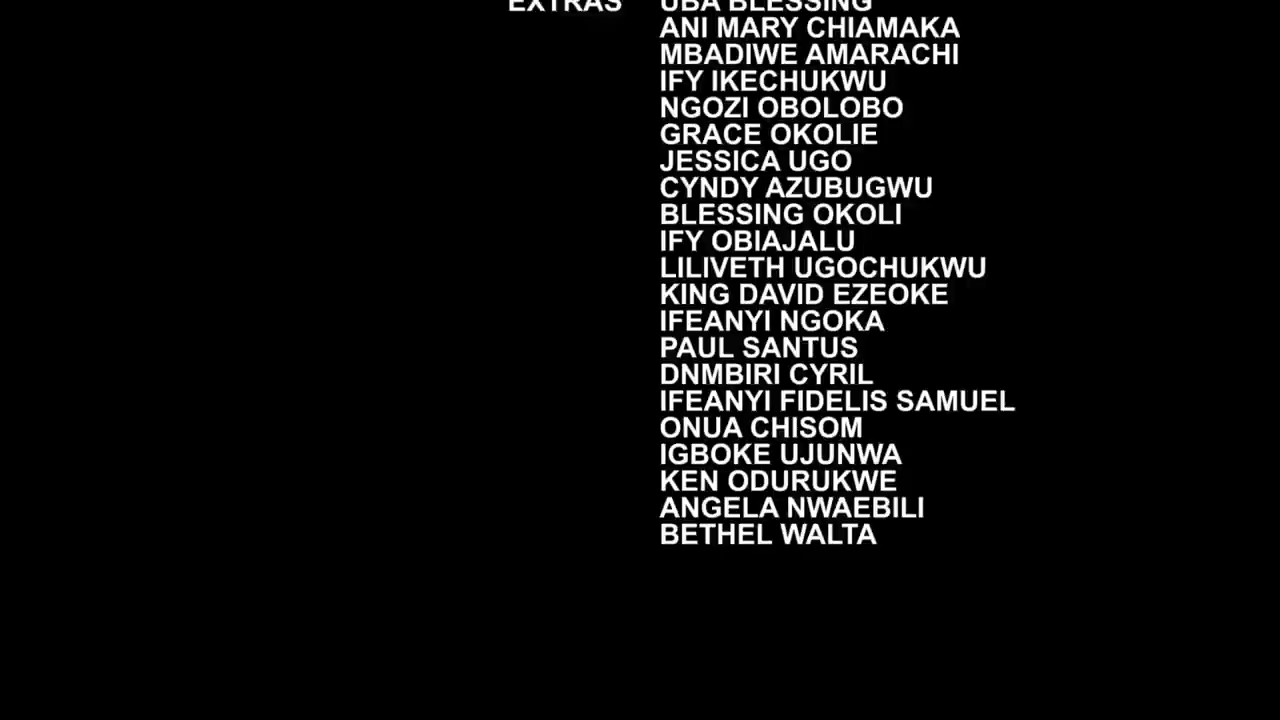 EXTRAS UBA BLESSING
ANI MARY CHIAMAKA
MBADIWE AMARACHI
IFY IKECHUKWU
NGOZI OBOLOBO
GRACE OKOLIE
JESSICA UGO
CYNDY AZUBUGWU
BLESSING OKOLI
IFY OBIAJALU
LILIVETH UGOCHUKWU
KING DAVID EZEOKE
IFEANYI NGOKA
PAUL SANTUS
DNMBIRI CYRIL
IFEANYI FIDELIS SAMUEL
ONUA CHISOM
IGBOKE UJUNWA
KEN ODURUKWE
ANGELA NWAEBILI
BETHEL WALTA